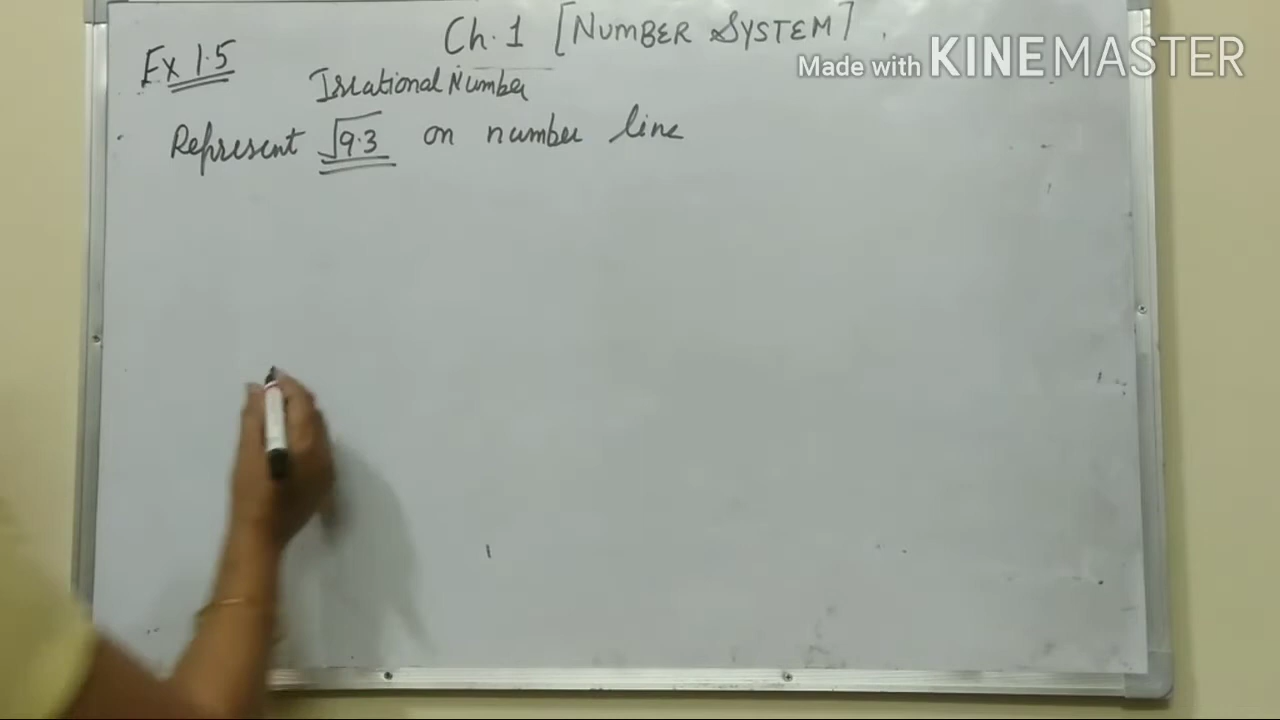 Ch. 1 [NUMBER SYSTEM]
Made with KINEMASTER
Ex 1.5
Irrational Number
Represent √9.3 on number line